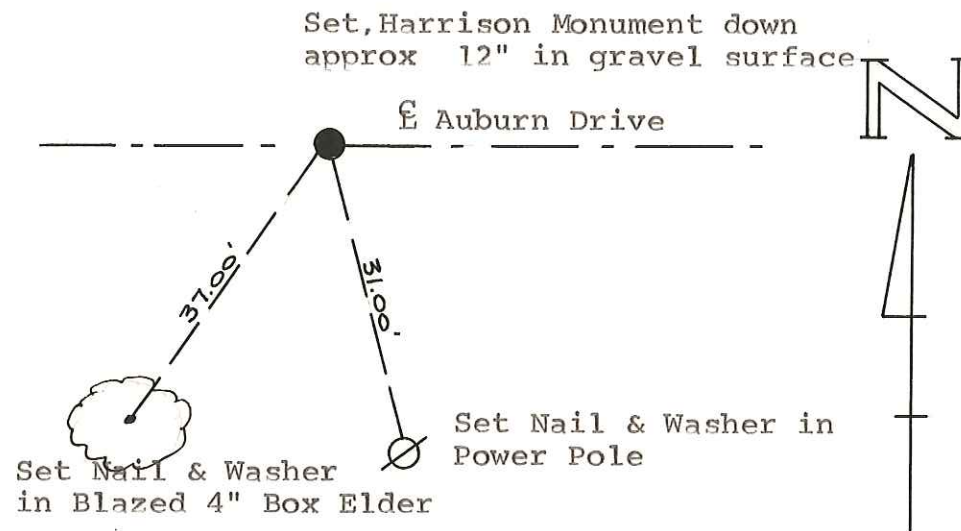 Set,Harrison Monument down
approx 12" in gravel surface
N
℄ Auburn Drive
37.00'
31.00'
Set Nail & Washer in
Power Pole
Set Nail & Washer
in Blazed 4" Box Elder